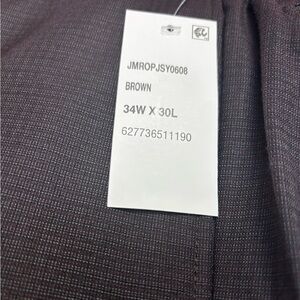 JMROPJSY0608
BROWN
34W X 30L
627736511190